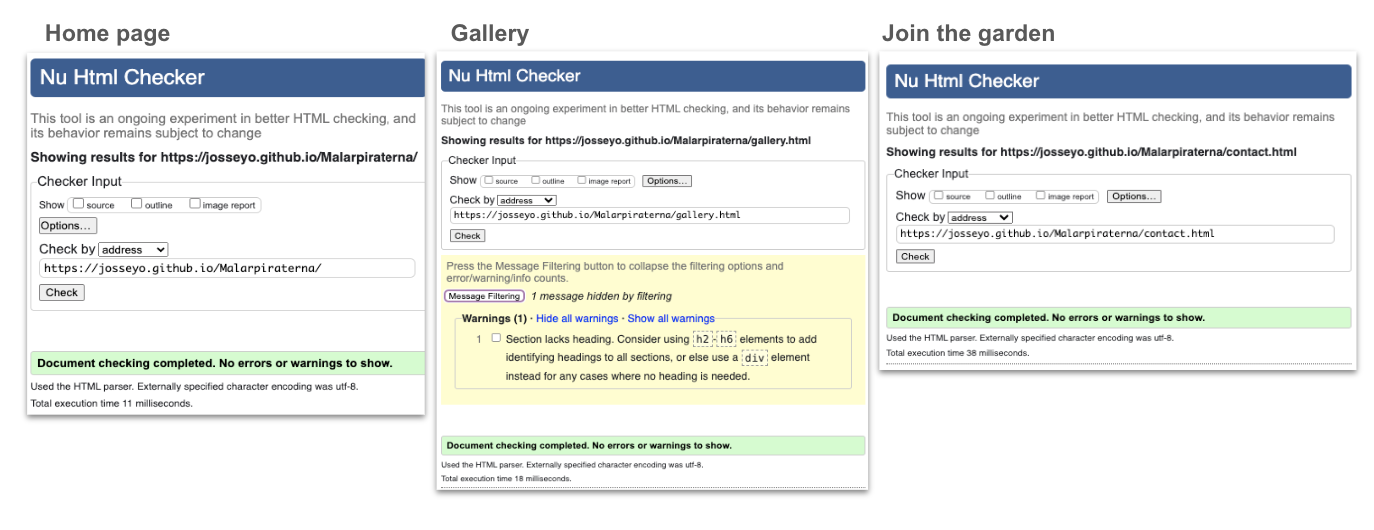 Home page
Nu Html Checker
This tool is an ongoing experiment in better HTML checking, and
its behavior remains subject to change
Showing results for https://josseyo.github.io/Malarpiraterna/
Checker Input
Show source outline image report
Options...
Check by address
https://josseyo.github.io/Malarpiraterna/
Check
Document checking completed. No errors or warnings to show.
Used the HTML parser. Externally specified character encoding was utf-8.
Total execution time 11 milliseconds.
Gallery
Nu Html Checker
This tool is an ongoing experiment in better HTML checking, and its behavior remains
subject to change
Showing results for https://josseyo.github.io/Malarpiraterna/gallery.html
Checker Input
Show source outline image report Options...
Check by address
https://josseyo.github.io/Malarpiraterna/gallery.html
Check
Press the Message Filtering button to collapse the filtering options and
error/warning/info counts.
Message Filtering 1 message hidden by filtering
Warnings (1) · Hide all warnings · Show all warnings
1 Section lacks heading. Consider using h2-h6 elements to add
identifying headings to all sections, or else use a div element
instead for any cases where no heading is needed.
Document checking completed. No errors or warnings to show.
Used the HTML parser. Externally specified character encoding was utf-8.
Total execution time 18 milliseconds.
Join the garden
Nu Html Checker
This tool is an ongoing experiment in better HTML checking, and its behavior remains
subject to change
Showing results for https://josseyo.github.io/Malarpiraterna/contact.html
Checker Input
Show source outline image report Options...
Check by address
https://josseyo.github.io/Malarpiraterna/contact.html
Check
Document checking completed. No errors or warnings to show.
Used the HTML parser. Externally specified character encoding was utf-8.
Total execution time 38 milliseconds.